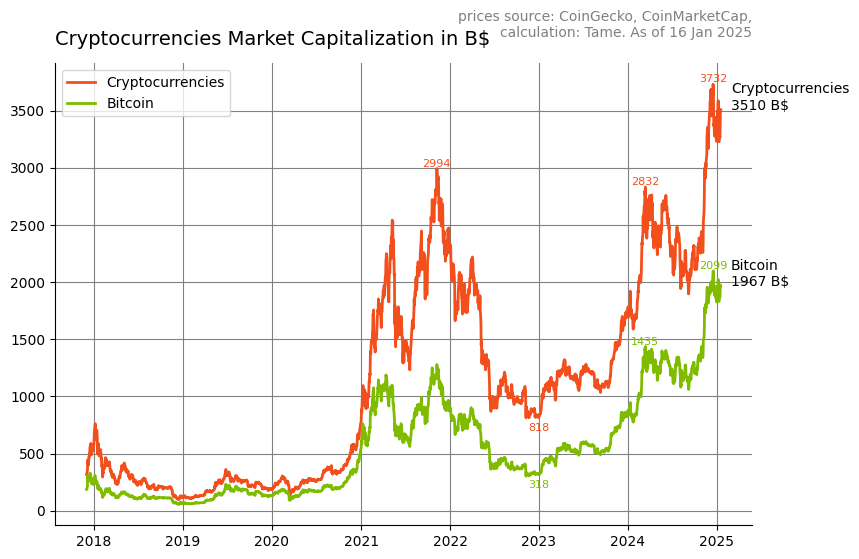 prices source: CoinGecko, CoinMarketCap,
calculation: Tame. As of 16 Jan 2025
Cryptocurrencies Market Capitalization in B$
Cryptocurrencies
Bitcoin
3732
Cryptocurrencies
3510 B$
2994
2832
2099
Bitcoin
1967 B$
1435
818
318
3500
3000
2500
2000
1500
1000
500
0
2018 2019 2020 2021 2022 2023 2024 2025